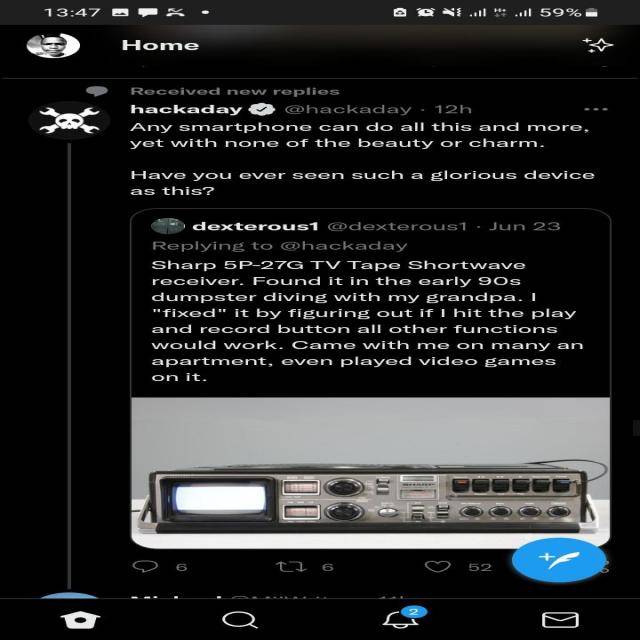 13:47
59%
Home
Received new replies
hackaday @hackaday · 12h
Any smartphone can do all this and more,
yet with none of the beauty or charm.
Have you ever seen such a glorious device
as this?
dexterous1 @dexterous1 · Jun 23
Replying to @hackaday
Sharp 5P-27G TV Tape Shortwave
receiver. Found it in the early 90s
dumpster diving with my grandpa. I
"fixed" it by figuring out if I hit the play
and record button all other functions
would work. Came with me on many an
apartment, even played video games
on it.
SHARP
6 6 52
2